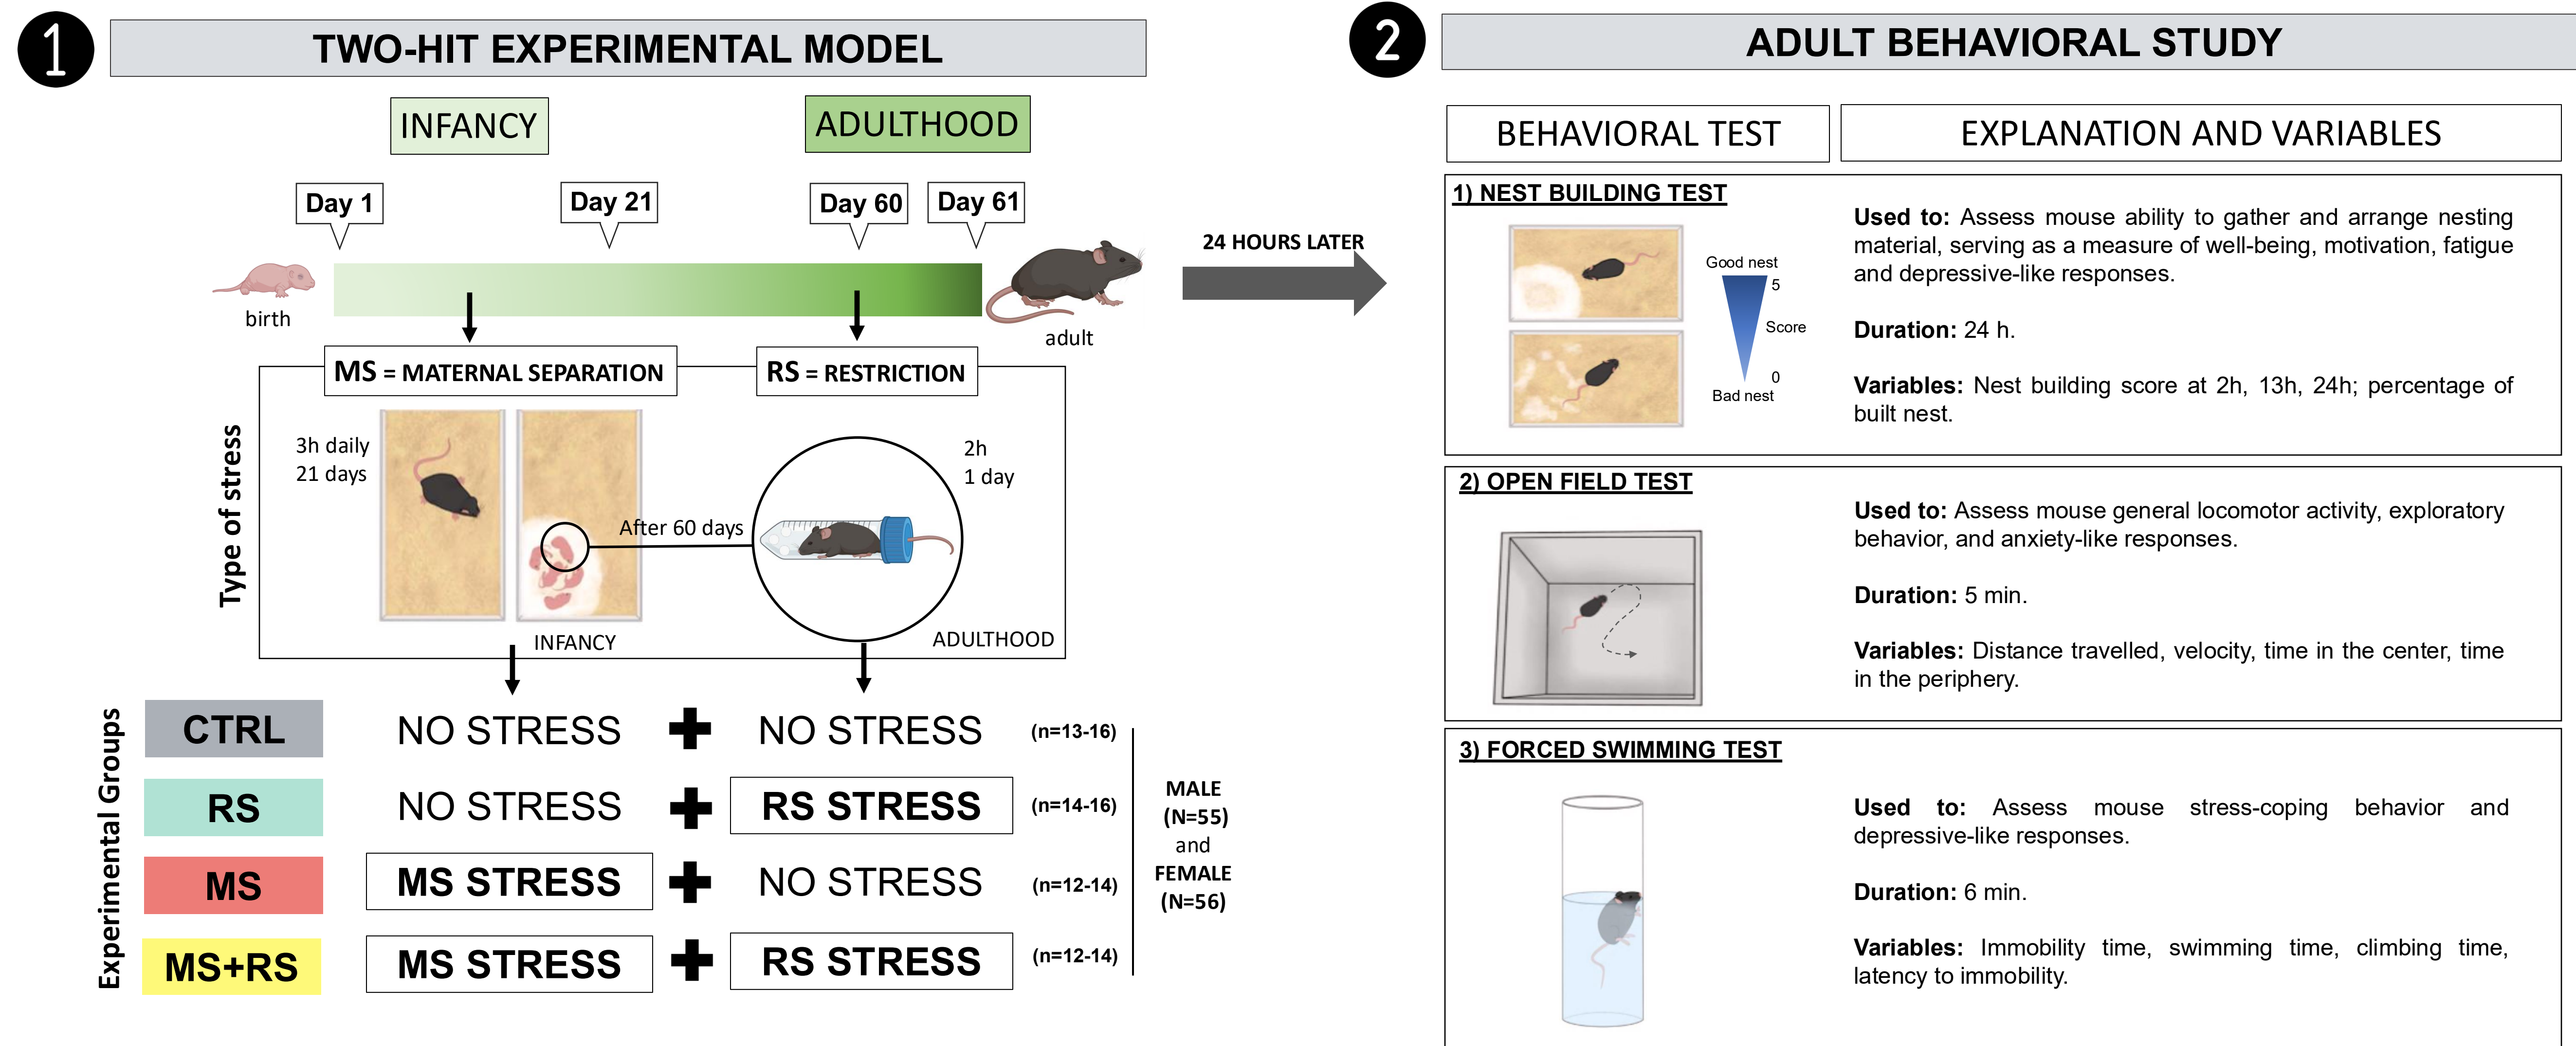 1
TWO-HIT EXPERIMENTAL MODEL
INFANCY
ADULTHOOD
Day 1
Day 21
Day 60
Day 61
birth
adult
MS = MATERNAL SEPARATION
RS = RESTRICTION
Type of stress
3h daily
21 days
After 60 days
2h
1 day
INFANCY
ADULTHOOD
Experimental Groups
CTRL
NO STRESS + NO STRESS (n=13-16)
RS
NO STRESS + RS STRESS (n=14-16)
MS
MS STRESS + NO STRESS (n=12-14)
MS+RS
MS STRESS + RS STRESS (n=12-14)
MALE
(N=55)
and
FEMALE
(N=56)
24 HOURS LATER
2
ADULT BEHAVIORAL STUDY
BEHAVIORAL TEST
EXPLANATION AND VARIABLES
1) NEST BUILDING TEST
Good nest
5
Score
0
Bad nest
Used to: Assess mouse ability to gather and arrange nesting
material, serving as a measure of well-being, motivation, fatigue
and depressive-like responses.
Duration: 24 h.
Variables: Nest building score at 2h, 13h, 24h; percentage of
built nest.
2) OPEN FIELD TEST
Used to: Assess mouse general locomotor activity, exploratory
behavior, and anxiety-like responses.
Duration: 5 min.
Variables: Distance travelled, velocity, time in the center, time
in the periphery.
3) FORCED SWIMMING TEST
Used to: Assess mouse stress-coping behavior and
depressive-like responses.
Duration: 6 min.
Variables: Immobility time, swimming time, climbing time,
latency to immobility.